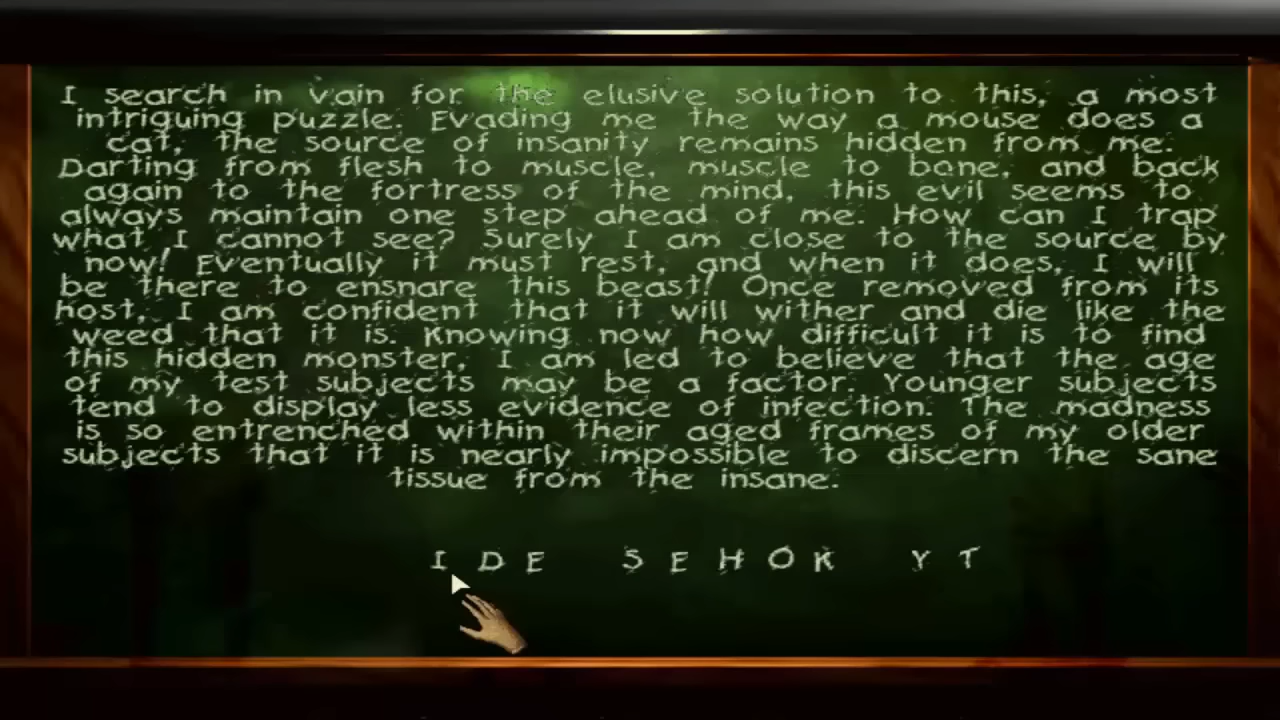 I search in vain for the elusive solution to this, a most
intriguing puzzle. Evading me the way a mouse does a
cat, the source of insanity remains hidden from me.
Darting from flesh to muscle, muscle to bone, and back
again to the fortress of the mind, this evil seems to
always maintain one step ahead of me. How can I trap
what I cannot see? Surely I am close to the source by
now! Eventually it must rest, and when it does, I will
be there to ensnare this beast! Once removed from its
host, I am confident that it will wither and die like the
weed that it is. Knowing now how difficult it is to find
this hidden monster, I am led to believe that the age
of my test subjects may be a factor. Younger subjects
tend to display less evidence of infection. The madness
is so entrenched within their aged frames of my older
subjects that it is nearly impossible to discern the sane
tissue from the insane.
I D E S E H O K Y T